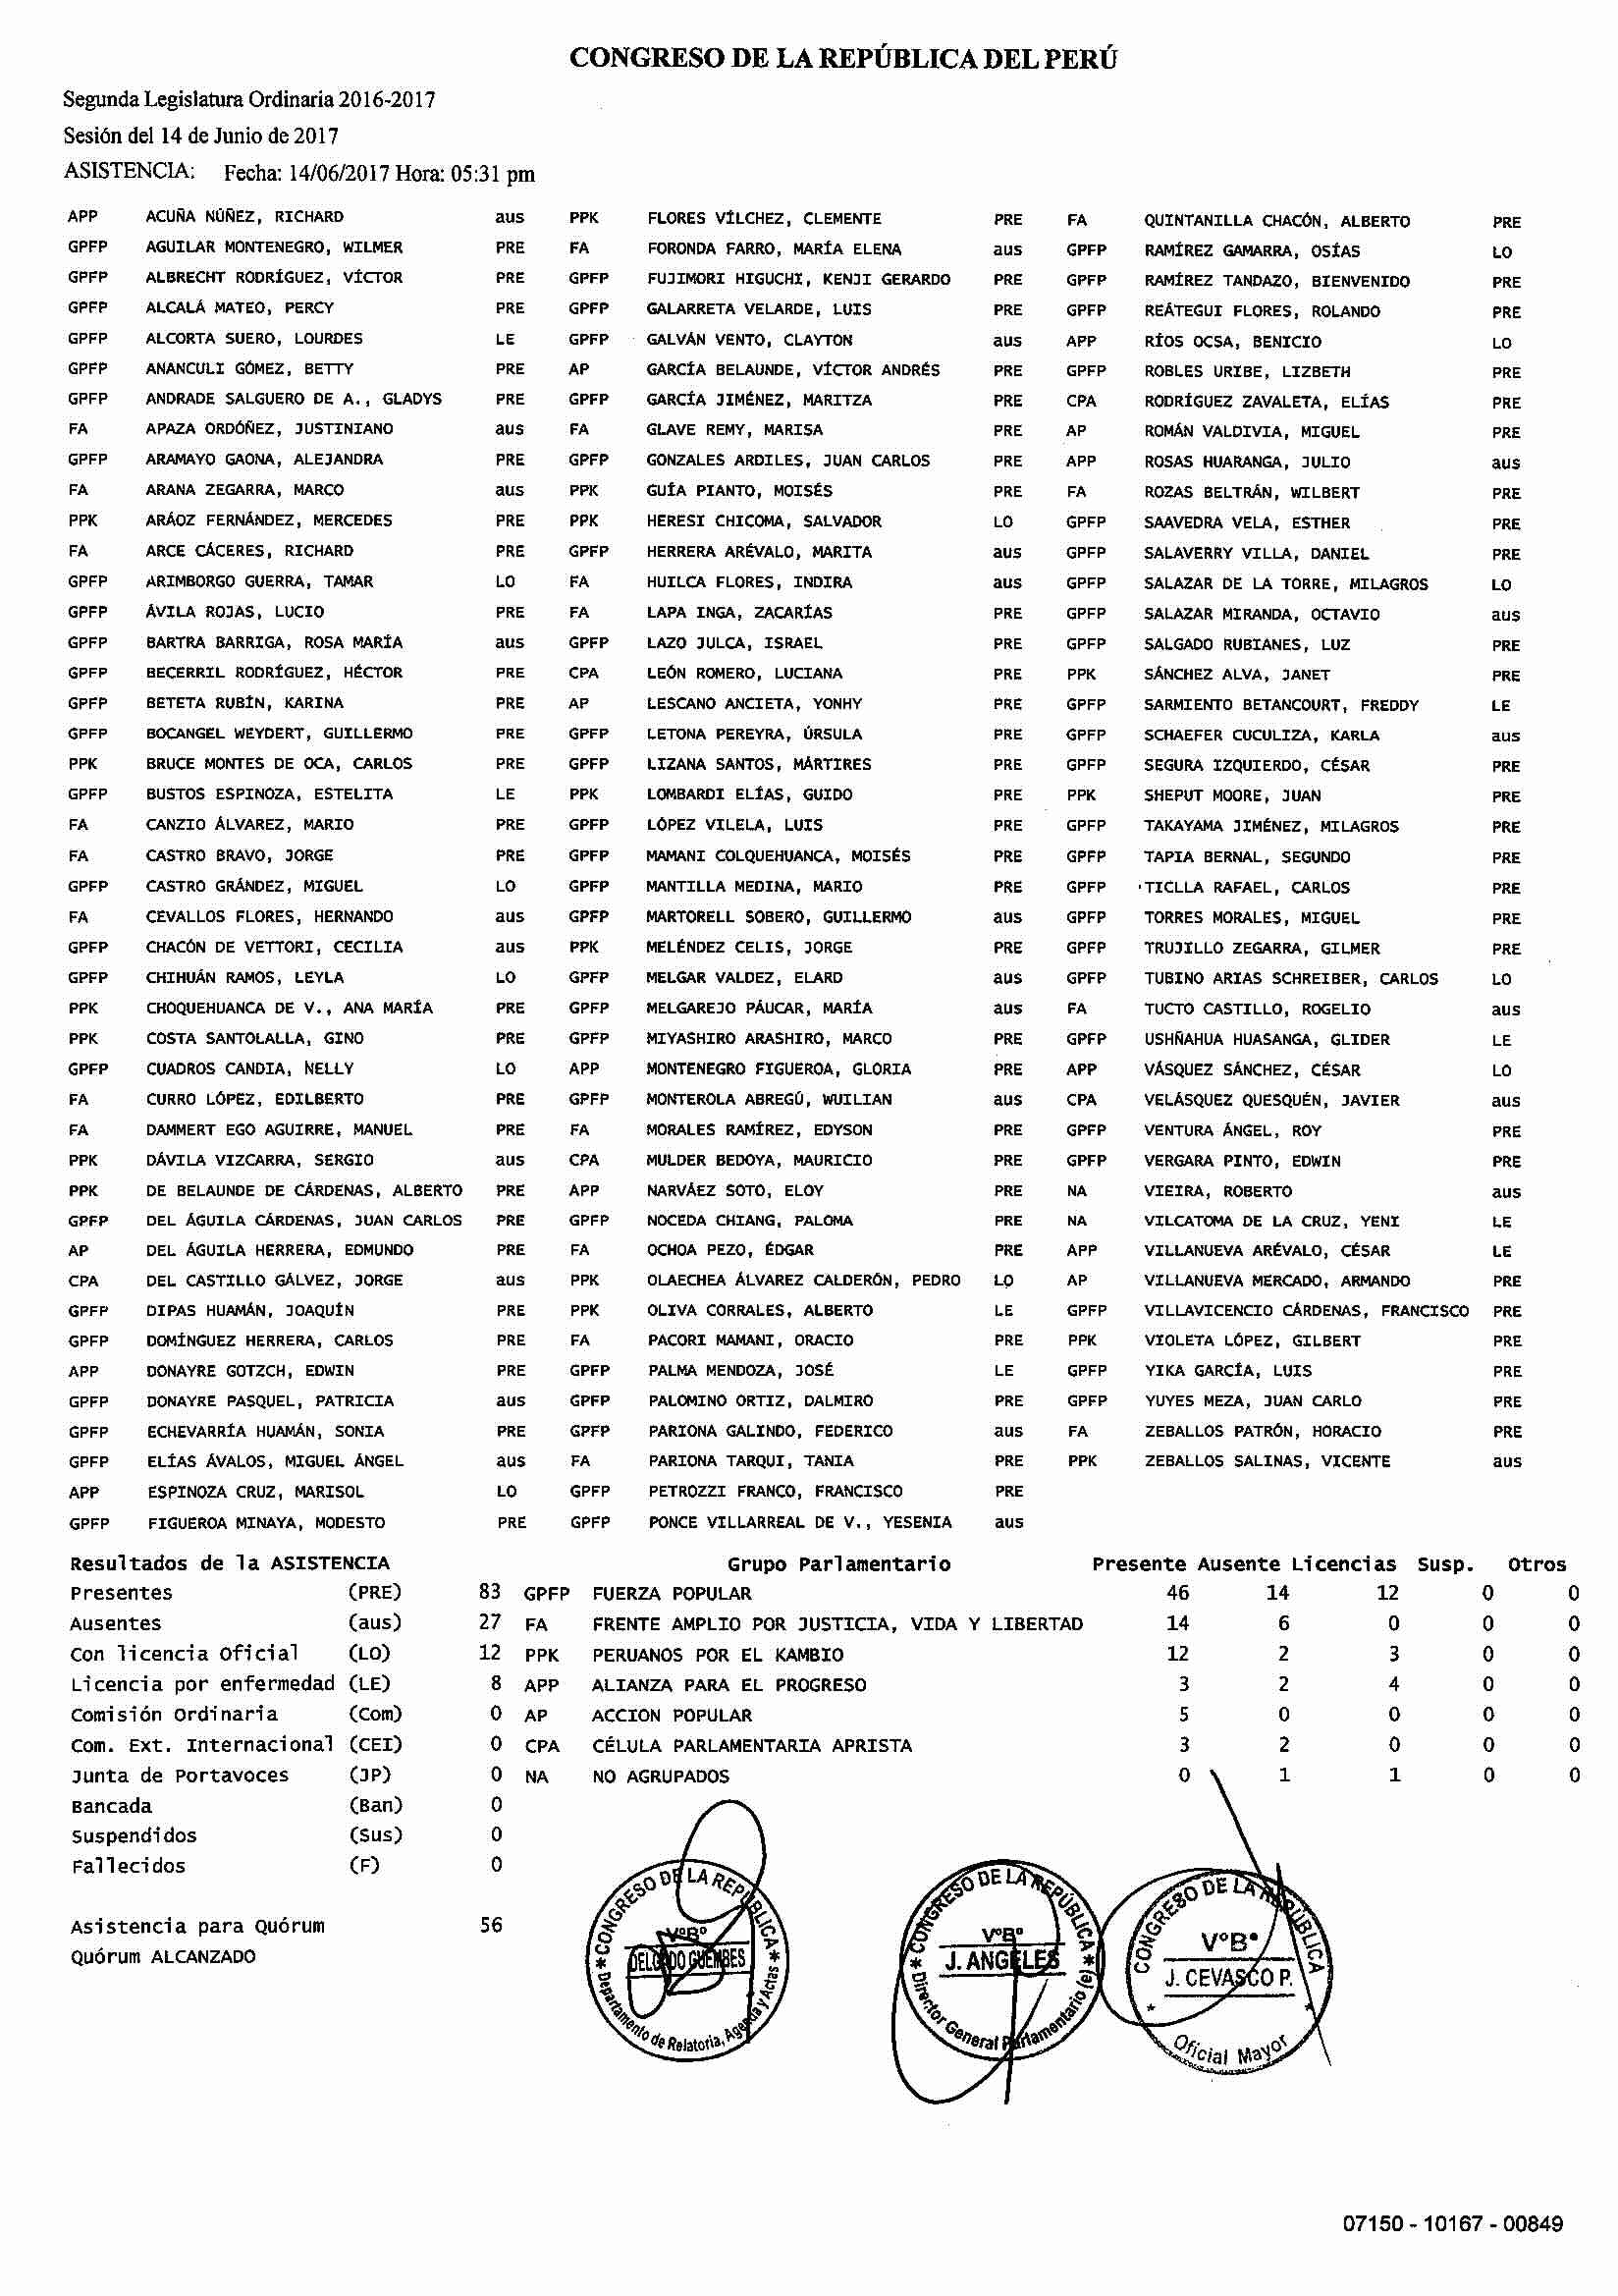 CONGRESO DE LA REPÚBLICA DEL PERÚ
Segunda Legislatura Ordinaria 2016-2017
Sesión del 14 de Junio de 2017
ASISTENCIA: Fecha: 14/06/2017 Hora: 05:31 pm
APP ACUÑA NÚÑEZ, RICHARD aus PPK FLORES VÍLCHEZ, CLEMENTE PRE FA QUINTANILLA CHACÓN, ALBERTO PRE
GPFP AGUILAR MONTENEGRO, WILMER PRE FA FORONDA FARRO, MARÍA ELENA aus GPFP RAMÍREZ GAMARRA, OSÍAS LO
GPFP ALBRECHT RODRÍGUEZ, VÍCTOR PRE GPFP FUJIMORI HIGUCHI, KENJI GERARDO PRE GPFP RAMÍREZ TANDAZO, BIENVENIDO PRE
GPFP ALCALÁ MATEO, PERCY PRE GPFP GALARRETA VELARDE, LUIS PRE GPFP REÁTEGUI FLORES, ROLANDO PRE
GPFP ALCORTA SUERO, LOURDES LE GPFP GALVÁN VENTO, CLAYTON aus APP RÍOS OCSA, BENICIO LO
GPFP ANANCULI GÓMEZ, BETTY PRE AP GARCÍA BELAUNDE, VÍCTOR ANDRÉS PRE GPFP ROBLES URIBE, LIZBETH PRE
GPFP ANDRADE SALGUERO DE A., GLADYS PRE GPFP GARCÍA JIMÉNEZ, MARITZA PRE CPA RODRÍGUEZ ZAVALETA, ELÍAS PRE
FA APAZA ORDÓÑEZ, JUSTINIANO aus FA GLAVE REMY, MARISA PRE AP ROMÁN VALDIVIA, MIGUEL PRE
GPFP ARAMAYO GAONA, ALEJANDRA PRE GPFP GONZALES ARDILES, JUAN CARLOS PRE APP ROSAS HUARANGA, JULIO aus
FA ARANA ZEGARRA, MARCO aus PPK GUÍA PIANTO, MOISÉS PRE FA ROZAS BELTRÁN, WILBERT PRE
PPK ARÁOZ FERNÁNDEZ, MERCEDES PRE PPK HERESI CHICOMA, SALVADOR LO GPFP SAAVEDRA VELA, ESTHER PRE
FA ARCE CÁCERES, RICHARD PRE GPFP HERRERA ARÉVALO, MARITA aus GPFP SALAVERRY VILLA, DANIEL PRE
GPFP ARIMBORGO GUERRA, TAMAR LO FA HUILCA FLORES, INDIRA aus GPFP SALAZAR DE LA TORRE, MILAGROS LO
GPFP ÁVILA ROJAS, LUCIO PRE FA LAPA INGA, ZACARÍAS PRE GPFP SALAZAR MIRANDA, OCTAVIO aus
GPFP BARTRA BARRIGA, ROSA MARÍA aus GPFP LAZO JULCA, ISRAEL PRE GPFP SALGADO RUBIANES, LUZ PRE
GPFP BECERRIL RODRÍGUEZ, HÉCTOR PRE CPA LEÓN ROMERO, LUCIANA PRE PPK SÁNCHEZ ALVA, JANET PRE
GPFP BETETA RUBÍN, KARINA PRE AP LESCANO ANCIETA, YONHY PRE GPFP SARMIENTO BETANCOURT, FREDDY LE
GPFP BOCANGEL WEYDERT, GUILLERMO PRE GPFP LETONA PEREYRA, ÚRSULA PRE GPFP SCHAEFER CUCULIZA, KARLA aus
PPK BRUCE MONTES DE OCA, CARLOS PRE GPFP LIZANA SANTOS, MÁRTIRES PRE GPFP SEGURA IZQUIERDO, CÉSAR PRE
GPFP BUSTOS ESPINOZA, ESTELITA LE PPK LOMBARDI ELÍAS, GUIDO PRE PPK SHEPUT MOORE, JUAN PRE
FA CANZIO ÁLVAREZ, MARIO PRE GPFP LÓPEZ VILELA, LUIS PRE GPFP TAKAYAMA JIMÉNEZ, MILAGROS PRE
FA CASTRO BRAVO, JORGE PRE GPFP MAMANI COLQUEHUANCA, MOISÉS PRE GPFP TAPIA BERNAL, SEGUNDO PRE
GPFP CASTRO GRÁNDEZ, MIGUEL LO GPFP MANTILLA MEDINA, MARIO PRE GPFP TICLLA RAFAEL, CARLOS PRE
FA CEVALLOS FLORES, HERNANDO aus GPFP MARTORELL SOBERO, GUILLERMO aus GPFP TORRES MORALES, MIGUEL PRE
GPFP CHACÓN DE VETTORI, CECILIA aus PPK MELÉNDEZ CELIS, JORGE PRE GPFP TRUJILLO ZEGARRA, GILMER PRE
GPFP CHIHUÁN RAMOS, LEYLA LO GPFP MELGAR VALDEZ, ELARD aus GPFP TUBINO ARIAS SCHREIBER, CARLOS LO
PPK CHOQUEHUANCA DE V., ANA MARÍA PRE GPFP MELGAREJO PÁUCAR, MARÍA aus FA TUCTO CASTILLO, ROGELIO aus
PPK COSTA SANTOLALLA, GINO PRE GPFP MIYASHIRO ARASHIRO, MARCO PRE GPFP USHÑAHUA HUASANGA, GLIDER LE
GPFP CUADROS CANDIA, NELLY LO APP MONTENEGRO FIGUEROA, GLORIA PRE APP VÁSQUEZ SÁNCHEZ, CÉSAR LO
FA CURRO LÓPEZ, EDILBERTO PRE GPFP MONTEROLA ABREGÚ, WUILIAN aus CPA VELÁSQUEZ QUESQUÉN, JAVIER aus
FA DAMMERT EGO AGUIRRE, MANUEL PRE FA MORALES RAMÍREZ, EDYSON PRE GPFP VENTURA ÁNGEL, ROY PRE
PPK DÁVILA VIZCARRA, SERGIO aus CPA MULDER BEDOYA, MAURICIO PRE GPFP VERGARA PINTO, EDWIN PRE
PPK DE BELAUNDE DE CÁRDENAS, ALBERTO PRE APP NARVÁEZ SOTO, ELOY PRE NA VIEIRA, ROBERTO aus
GPFP DEL ÁGUILA CÁRDENAS, JUAN CARLOS PRE GPFP NOCEDA CHIANG, PALOMA PRE NA VILCATOMA DE LA CRUZ, YENI LE
AP DEL ÁGUILA HERRERA, EDMUNDO PRE FA OCHOA PEZO, ÉDGAR PRE APP VILLANUEVA ARÉVALO, CÉSAR LE
CPA DEL CASTILLO GÁLVEZ, JORGE aus PPK OLAECHEA ÁLVAREZ CALDERÓN, PEDRO LO AP VILLANUEVA MERCADO, ARMANDO PRE
GPFP DIPAS HUAMÁN, JOAQUÍN PRE PPK OLIVA CORRALES, ALBERTO LE GPFP VILLAVICENCIO CÁRDENAS, FRANCISCO PRE
GPFP DOMÍNGUEZ HERRERA, CARLOS PRE FA PACORI MAMANI, ORACIO PRE PPK VIOLETA LÓPEZ, GILBERT PRE
APP DONAYRE GOTZCH, EDWIN PRE GPFP PALMA MENDOZA, JOSÉ LE GPFP YIKA GARCÍA, LUIS PRE
GPFP DONAYRE PASQUEL, PATRICIA aus GPFP PALOMINO ORTIZ, DALMIRO PRE GPFP YUYES MEZA, JUAN CARLO PRE
GPFP ECHEVARRÍA HUAMÁN, SONIA PRE GPFP PARIONA GALINDO, FEDERICO aus FA ZEBALLOS PATRÓN, HORACIO PRE
GPFP ELÍAS ÁVALOS, MIGUEL ÁNGEL aus FA PARIONA TARQUI, TANIA PRE PPK ZEBALLOS SALINAS, VICENTE aus
APP ESPINOZA CRUZ, MARISOL LO GPFP PETROZZI FRANCO, FRANCISCO PRE
GPFP FIGUEROA MINAYA, MODESTO PRE GPFP PONCE VILLARREAL DE V., YESENIA aus
Resultados de la ASISTENCIA Grupo Parlamentario Presente Ausente Licencias Susp. Otros
Presentes (PRE) 83 GPFP FUERZA POPULAR 46 14 12 0 0
Ausentes (aus) 27 FA FRENTE AMPLIO POR JUSTICIA, VIDA Y LIBERTAD 14 6 0 0 0
Con licencia Oficial (LO) 12 PPK PERUANOS POR EL KAMBIO 12 2 3 0 0
Licencia por enfermedad (LE) 8 APP ALIANZA PARA EL PROGRESO 3 2 4 0 0
Comisión Ordinaria (Com) 0 AP ACCION POPULAR 5 0 0 0 0
Com. Ext. Internacional (CEI) 0 CPA CÉLULA PARLAMENTARIA APRISTA 3 2 0 0 0
Junta de Portavoces (JP) 0 NA NO AGRUPADOS 0 1 1 0 0
Bancada (Ban) 0
Suspendidos (Sus) 0
Fallecidos (F) 0
Asistencia para Quórum 56
Quórum ALCANZADO
* CONGRESO DE LA REPÚBLICA *
VºBº
DELGADO GUEMBES
Departamento de Relatoria, Agenda y Actas
* CONGRESO DE LA REPÚBLICA *
VºBº
J. ANGELES
Director General Parlamentario (e)
CONGRESO DE LA REPÚBLICA
VºBº
J. CEVASCO P.
* Oficial Mayor *
07150 - 10167 - 00849